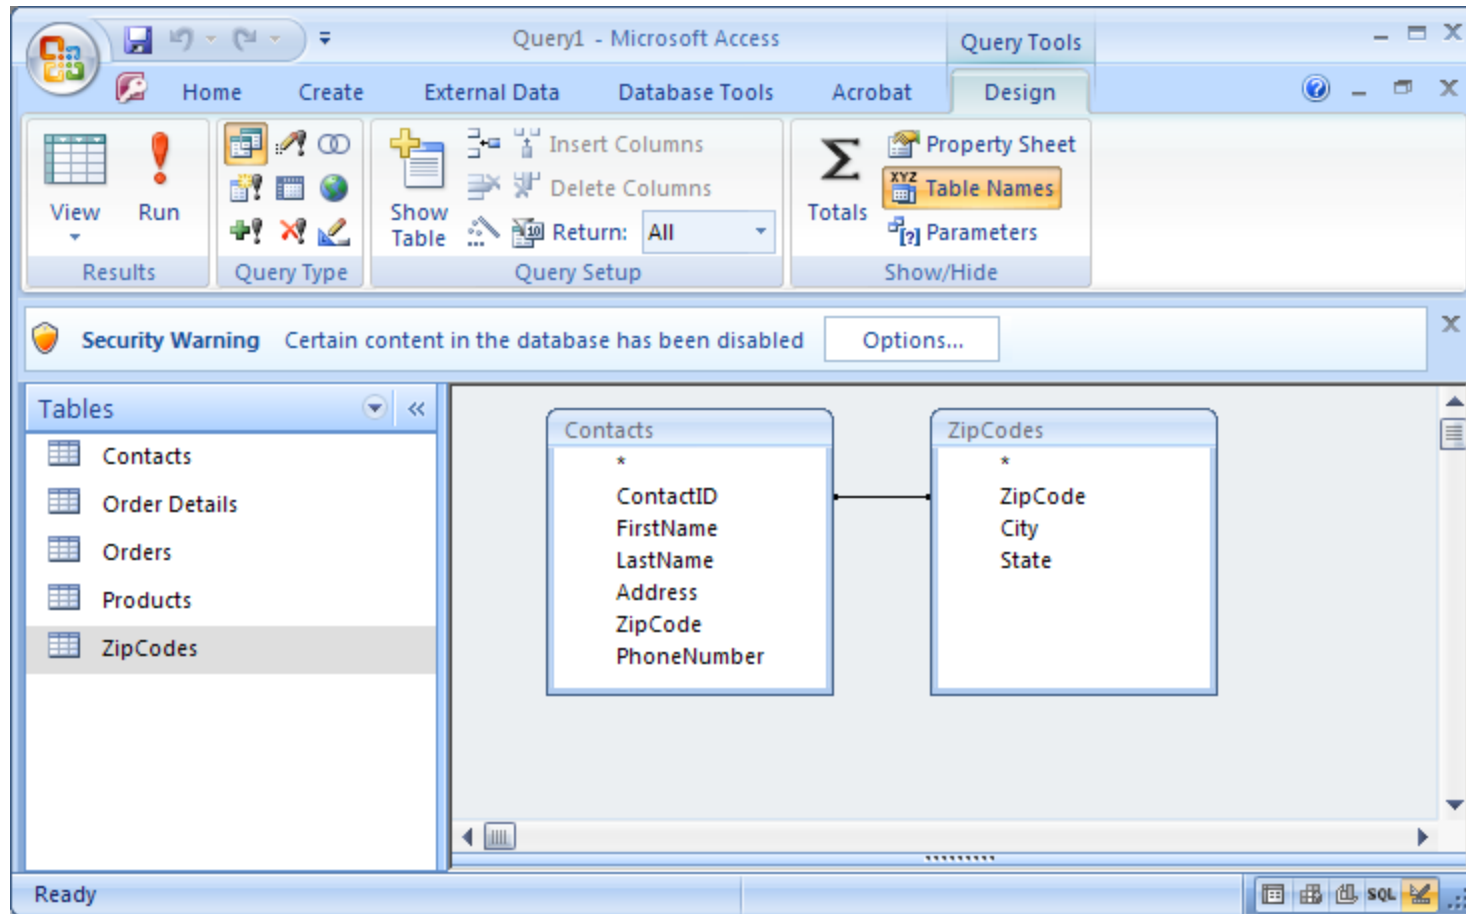 Query1 - Microsoft Access
Query Tools
Home Create External Data Database Tools Acrobat Design
View
Run
Results
Query Type
Show
Table
Insert Columns
Delete Columns
10 Return: All
Query Setup
Σ
Totals
Property Sheet
XYZ Table Names
[?] Parameters
Show/Hide
Security Warning Certain content in the database has been disabled Options...
Tables
Contacts
Order Details
Orders
Products
ZipCodes
Contacts
*
ContactID
FirstName
LastName
Address
ZipCode
PhoneNumber
ZipCodes
*
ZipCode
City
State
Ready
SQL